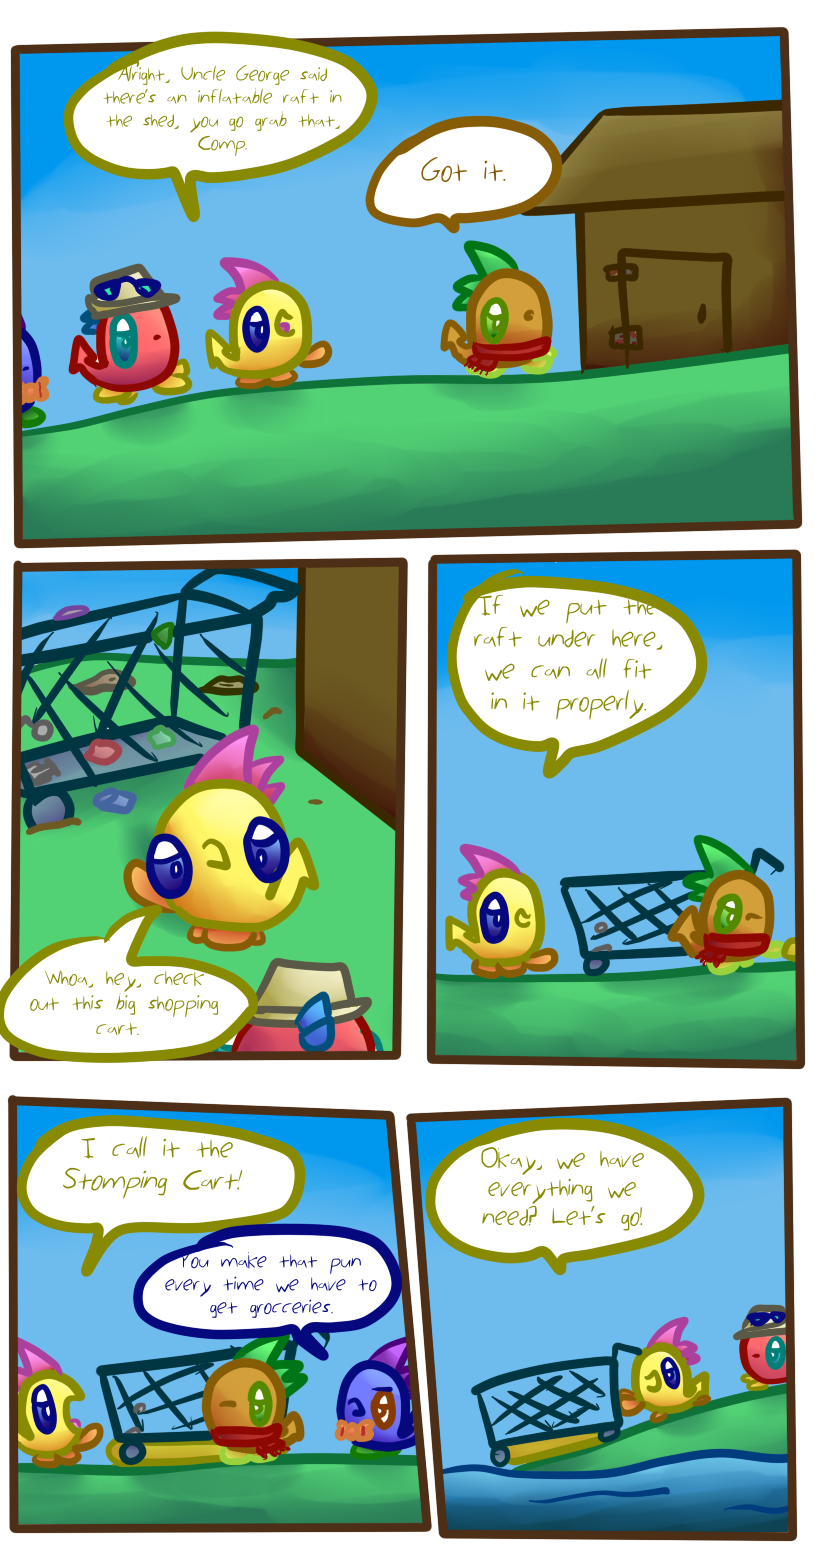 Alright, Uncle George said
there's an inflatable raft in
the shed, you go grab that,
Comp.
Got it.
Whoa, hey, check
out this big shopping
cart.
If we put the
raft under here,
we can all fit
in it properly.
I call it the
Stomping Cart!
You make that pun
every time we have to
get grocceries.
Okay, we have
everything we
need? Let's go!